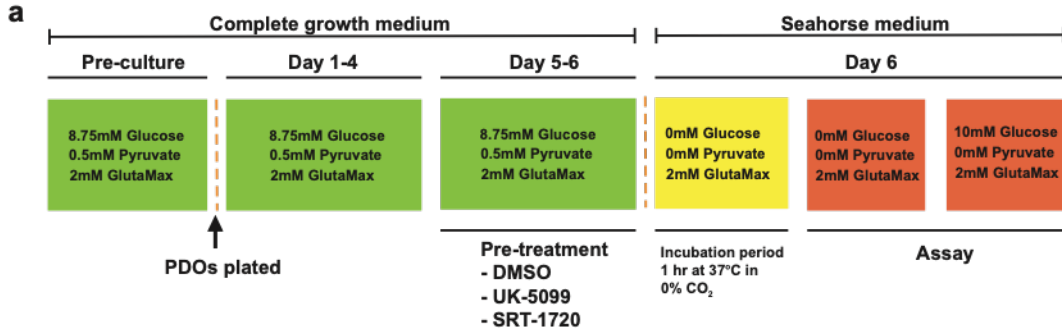 a
Complete growth medium
Seahorse medium
Pre-culture
Day 1-4
Day 5-6
Day 6
8.75mM Glucose
0.5mM Pyruvate
2mM GlutaMax
8.75mM Glucose
0.5mM Pyruvate
2mM GlutaMax
8.75mM Glucose
0.5mM Pyruvate
2mM GlutaMax
0mM Glucose
0mM Pyruvate
2mM GlutaMax
0mM Glucose
0mM Pyruvate
2mM GlutaMax
10mM Glucose
0mM Pyruvate
2mM GlutaMax
PDOs plated
Pre-treatment
- DMSO
- UK-5099
- SRT-1720
Incubation period
1 hr at 37°C in
0% CO₂
Assay